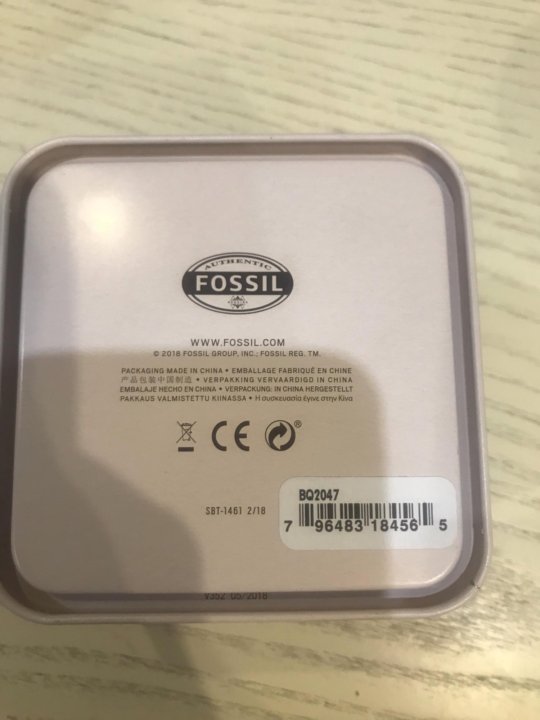 AUTHENTIC
FOSSIL
WWW.FOSSIL.COM
© 2018 FOSSIL GROUP, INC.; FOSSIL REG. TM.
PACKAGING MADE IN CHINA • EMBALLAGE FABRIQUÉ EN CHINE
产品包装中国制造 • VERPAKKING VERVAARDIGD IN CHINA
EMBALAJE HECHO EN CHINA • VERPACKUNG: IN CHINA HERGESTELLT
PAKKAUS VALMISTETTU KIINASSA • Η συσκευασία έγινε στην Κίνα
CE ®
BQ2047
SBT-1461 2/18
7 96483 18456 5
05/2018